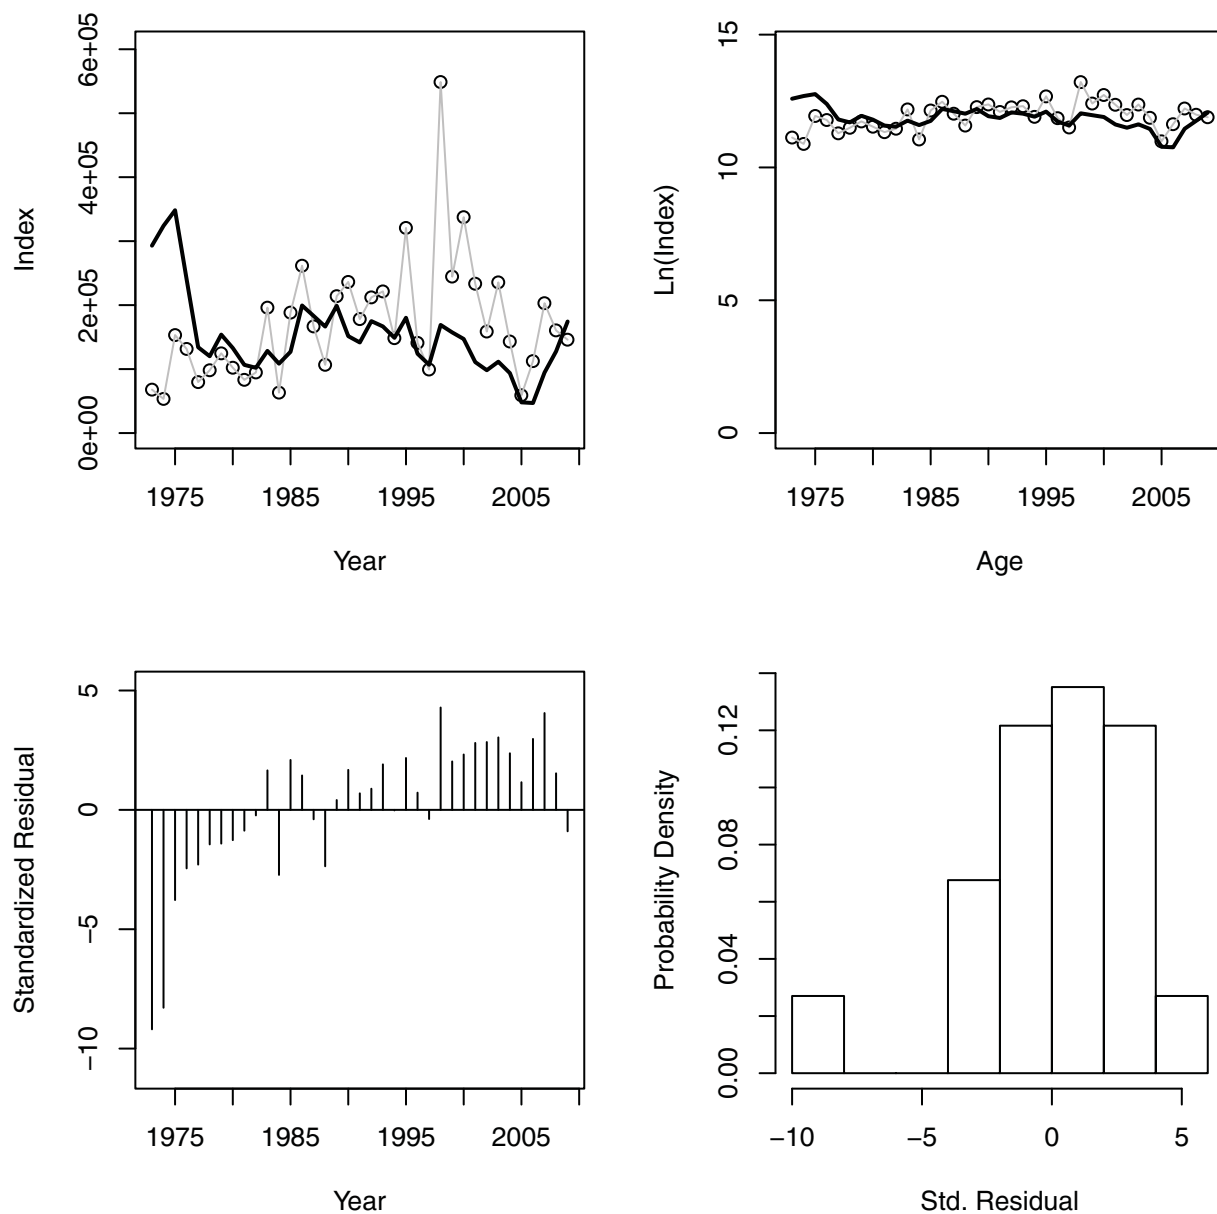 6e+05
4e+05
2e+05
0e+00
Index
1975 1985 1995 2005
Year
15
10
5
0
Ln(Index)
1975 1985 1995 2005
Age
5
0
−5
−10
Standardized Residual
1975 1985 1995 2005
Year
0.12
0.08
0.04
0.00
Probability Density
−10 −5 0 5
Std. Residual